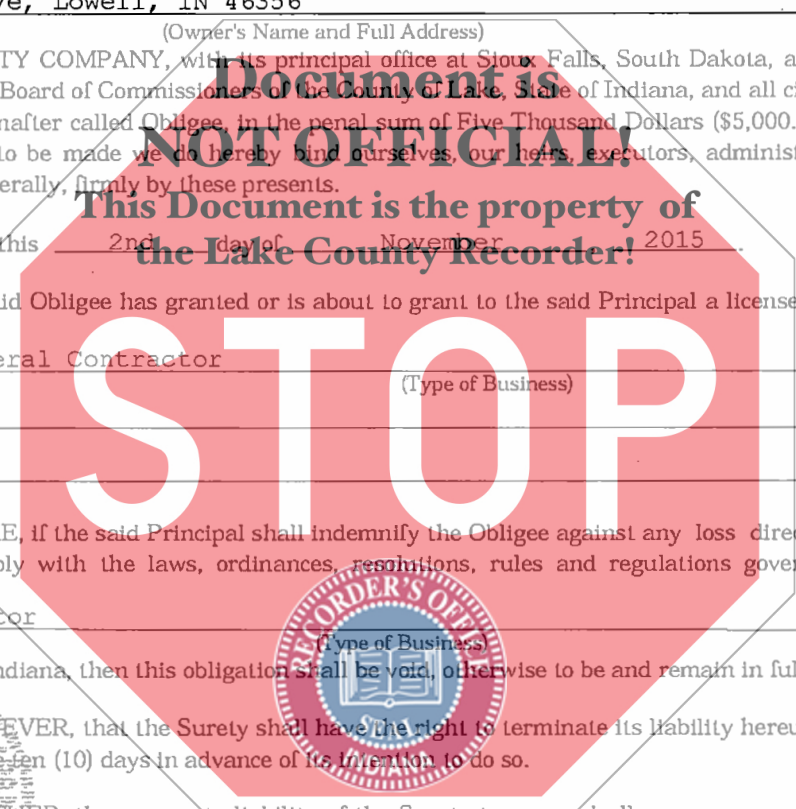 ve, Lowell, IN 46356
(Owner's Name and Full Address)
TY COMPANY, with its principal office at Sioux Falls, South Dakota, a
Document is
Board of Commissioners of the County of Lake, State of Indiana, and all ci
nafter called Obligee, in the penal sum of Five Thousand Dollars ($5,000.
NOT OFFICIAL!
to be made we do hereby bind ourselves, our heirs, executors, administ
erally, firmly by these presents.
This Document is the property of
this 2nd day of November 2015.
the Lake County Recorder!
id Obligee has granted or is about to grant to the said Principal a license
STOP
eral Contractor
(Type of Business)
E, if the said Principal shall indemnify the Obligee against any loss direc
ply with the laws, ordinances, resolutions, rules and regulations gover
RECORDER'S OFFICE
tor
(Type of Business)
ndiana, then this obligation shall be void, otherwise to be and remain in ful
SEAL
EVER, that the Surety shall have the right to terminate its liability hereu
INDIANA
ten (10) days in advance of its intention to do so.